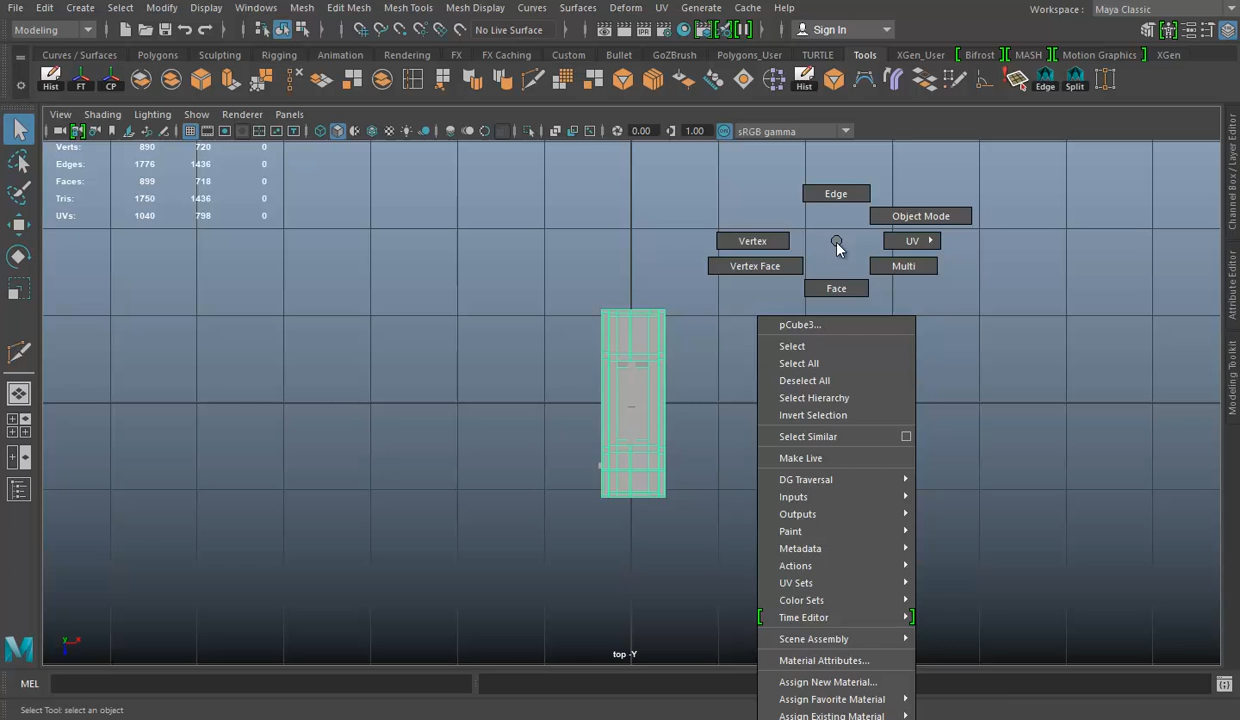 File Edit Create Select Modify Display Windows Mesh Edit Mesh Mesh Tools Mesh Display Curves Surfaces Deform UV Generate Cache Help Workspace : Maya Classic
Modeling No Live Surface Sign In
Curves / Surfaces Polygons Sculpting Rigging Animation Rendering FX FX Caching Custom Bullet GoZBrush Polygons_User TURTLE Tools XGen_User Bifrost MASH Motion Graphics XGen
Hist FT CP Hist Edge Split
View Shading Lighting Show Renderer Panels
0.00 1.00 sRGB gamma
Verts: 890 720 0
Edges: 1776 1436 0
Faces: 899 718 0
Tris: 1750 1436 0
UVs: 1040 798 0
Edge
Object Mode
Vertex UV
Vertex Face Multi
Face
pCube3...
Select
Select All
Deselect All
Select Hierarchy
Invert Selection
Select Similar
Make Live
DG Traversal
Inputs
Outputs
Paint
Metadata
Actions
UV Sets
Color Sets
Time Editor
Scene Assembly
Material Attributes...
Assign New Material...
Assign Favorite Material
Assign Existing Material
Channel Box / Layer Editor
Attribute Editor
Modeling Toolkit
y x
top -Y
MEL
Select Tool: select an object